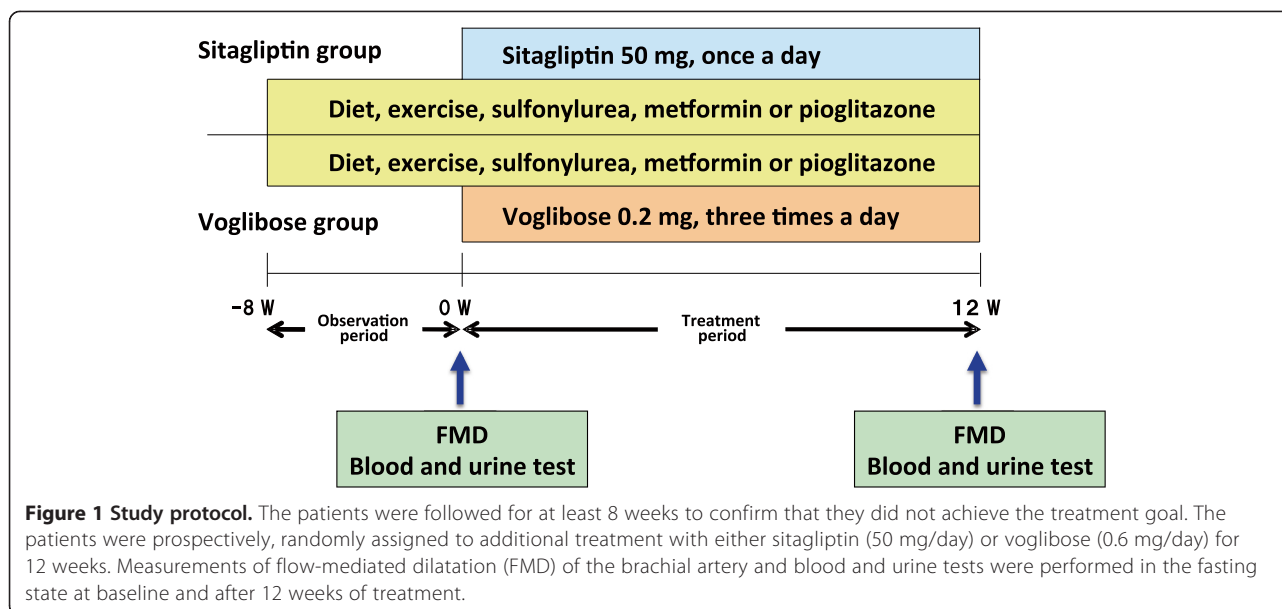 Sitagliptin group
Sitagliptin 50 mg, once a day
Diet, exercise, sulfonylurea, metformin or pioglitazone
Diet, exercise, sulfonylurea, metformin or pioglitazone
Voglibose group
Voglibose 0.2 mg, three times a day
-8 W
0 W
12 W
Observation
period
Treatment
period
FMD
Blood and urine test
FMD
Blood and urine test
Figure 1 Study protocol. The patients were followed for at least 8 weeks to confirm that they did not achieve the treatment goal. The
patients were prospectively, randomly assigned to additional treatment with either sitagliptin (50 mg/day) or voglibose (0.6 mg/day) for
12 weeks. Measurements of flow-mediated dilatation (FMD) of the brachial artery and blood and urine tests were performed in the fasting
state at baseline and after 12 weeks of treatment.